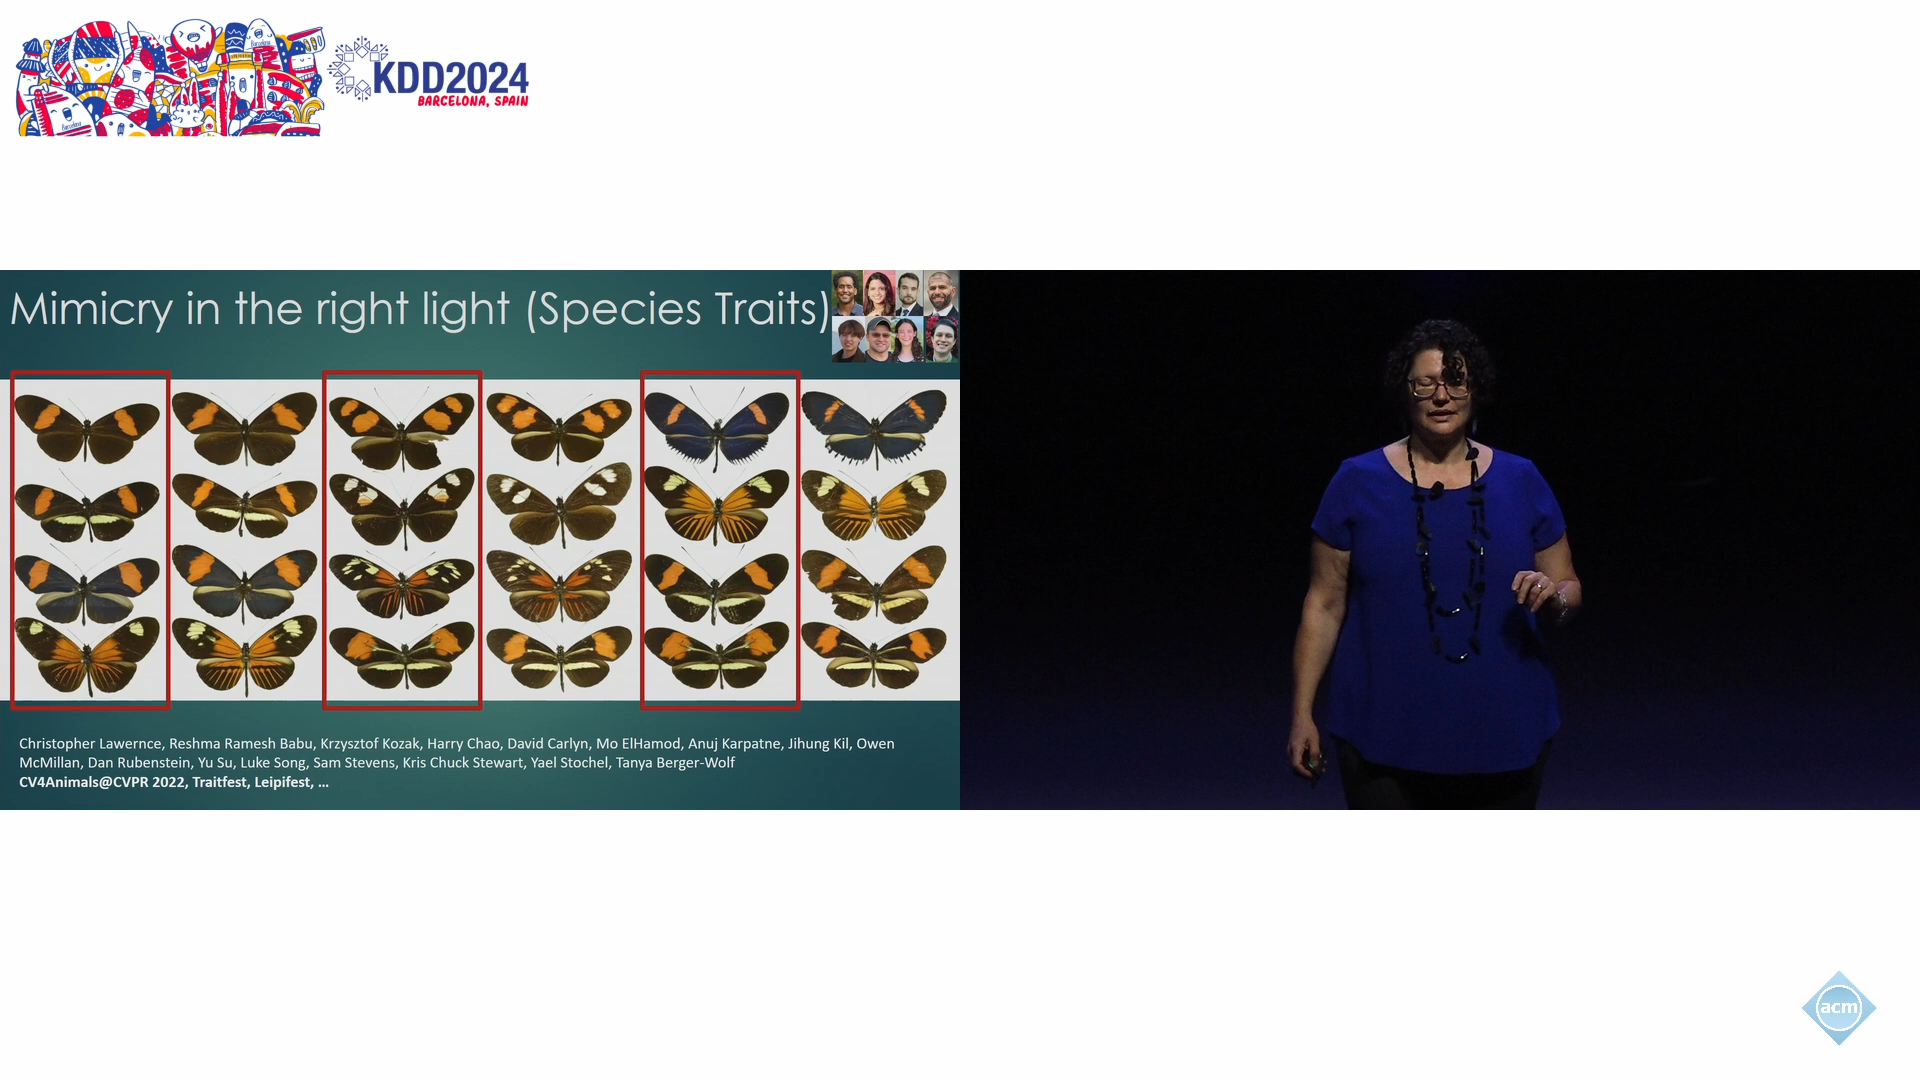 KDD2024
BARCELONA, SPAIN
Mimicry in the right light (Species Traits)
Christopher Lawernce, Reshma Ramesh Babu, Krzysztof Kozak, Harry Chao, David Carlyn, Mo ElHamod, Anuj Karpatne, Jihung Kil, Owen
McMillan, Dan Rubenstein, Yu Su, Luke Song, Sam Stevens, Kris Chuck Stewart, Yael Stochel, Tanya Berger-Wolf
CV4Animals@CVPR 2022, Traitfest, Leipifest, ...
acm